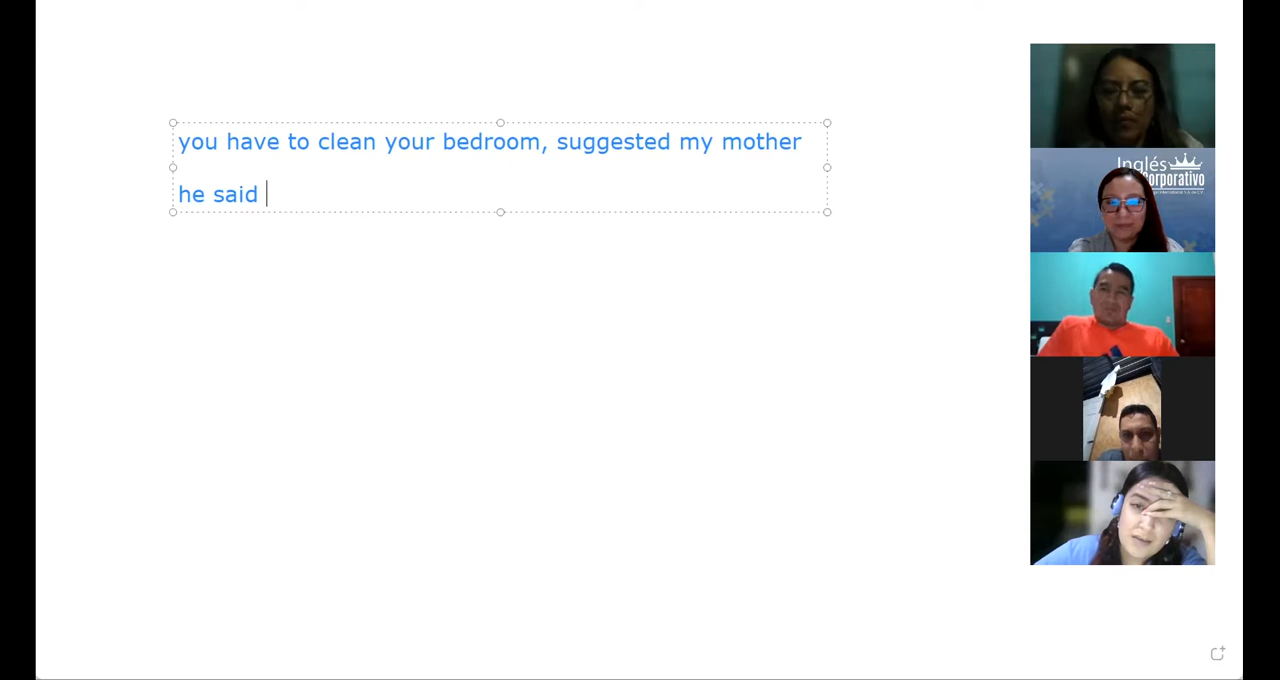 you have to clean your bedroom, suggested my mother
he said
Inglés
Corporativo